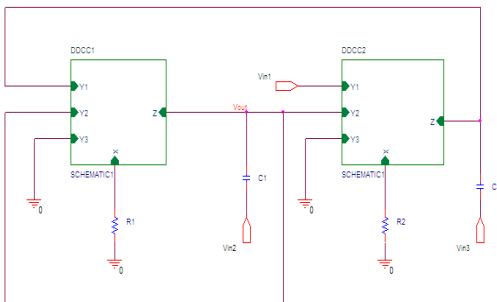 DDCC1
DDCC2
Vin1
Y1
Y1
Y2
Z
Vout
Y2
Z
Y3
Y3
X
X
SCHEMATIC1
SCHEMATIC1
C1
C
0
0
R1
R2
Vin2
Vin3
0
0